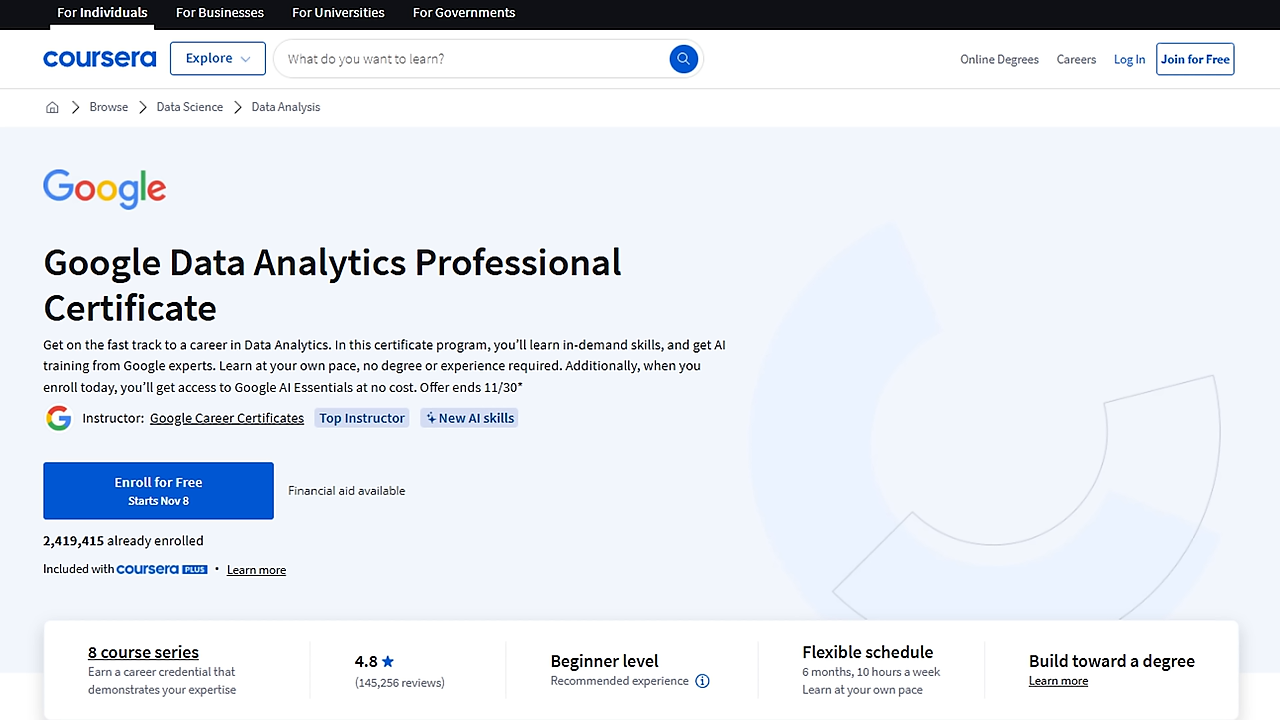 For Individuals For Businesses For Universities For Governments
coursera Explore What do you want to learn? Online Degrees Careers Log In Join for Free
Browse Data Science Data Analysis
Google
Google Data Analytics Professional
Certificate
Get on the fast track to a career in Data Analytics. In this certificate program, you’ll learn in-demand skills, and get AI
training from Google experts. Learn at your own pace, no degree or experience required. Additionally, when you
enroll today, you’ll get access to Google AI Essentials at no cost. Offer ends 11/30*
Instructor: Google Career Certificates Top Instructor New AI skills
Enroll for Free
Starts Nov 8
Financial aid available
2,419,415 already enrolled
Included with coursera PLUS • Learn more
8 course series
Earn a career credential that
demonstrates your expertise
4.8
(145,256 reviews)
Beginner level
Recommended experience
Flexible schedule
6 months, 10 hours a week
Learn at your own pace
Build toward a degree
Learn more